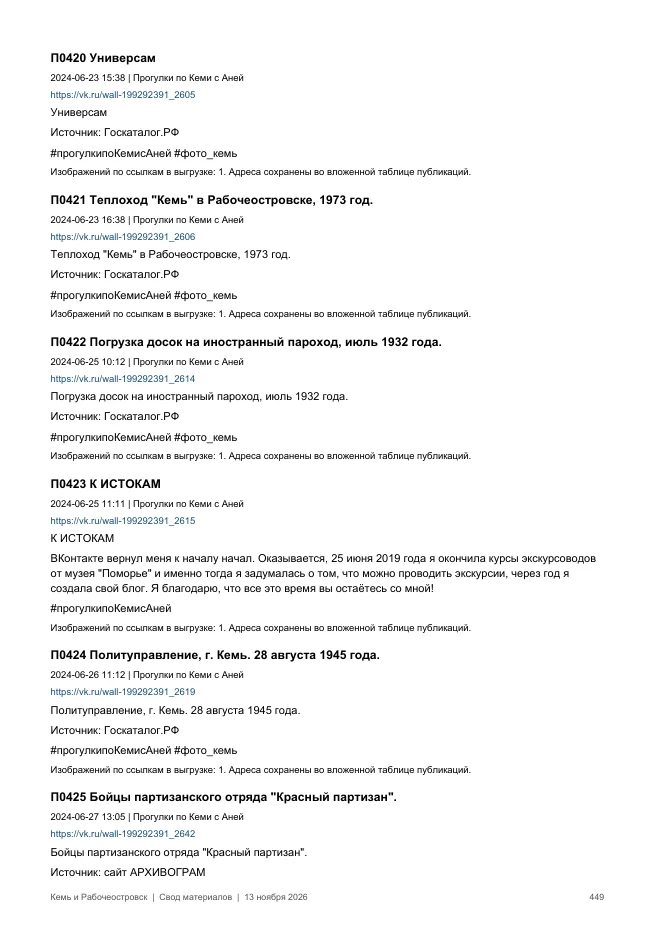 П0420 Универсам
2024-06-23 15:38 | Прогулки по Кеми с Аней
https://vk.ru/wall-199292391_2605
Универсам
Источник: Госкаталог.РФ
#прогулкипоКемисАней #фото_кемь
Изображений по ссылкам в выгрузке: 1. Адреса сохранены во вложенной таблице публикаций.
П0421 Теплоход "Кемь" в Рабочеостровске, 1973 год.
2024-06-23 16:38 | Прогулки по Кеми с Аней
https://vk.ru/wall-199292391_2606
Теплоход "Кемь" в Рабочеостровске, 1973 год.
Источник: Госкаталог.РФ
#прогулкипоКемисАней #фото_кемь
Изображений по ссылкам в выгрузке: 1. Адреса сохранены во вложенной таблице публикаций.
П0422 Погрузка досок на иностранный пароход, июль 1932 года.
2024-06-25 10:12 | Прогулки по Кеми с Аней
https://vk.ru/wall-199292391_2614
Погрузка досок на иностранный пароход, июль 1932 года.
Источник: Госкаталог.РФ
#прогулкипоКемисАней #фото_кемь
Изображений по ссылкам в выгрузке: 1. Адреса сохранены во вложенной таблице публикаций.
П0423 К ИСТОКАМ
2024-06-25 11:11 | Прогулки по Кеми с Аней
https://vk.ru/wall-199292391_2615
К ИСТОКАМ
ВКонтакте вернул меня к началу начал. Оказывается, 25 июня 2019 года я окончила курсы экскурсоводов
от музея "Поморье" и именно тогда я задумалась о том, что можно проводить экскурсии, через год я
создала свой блог. Я благодарю, что все это время вы остаётесь со мной!
#прогулкипоКемисАней
Изображений по ссылкам в выгрузке: 1. Адреса сохранены во вложенной таблице публикаций.
П0424 Политуправление, г. Кемь. 28 августа 1945 года.
2024-06-26 11:12 | Прогулки по Кеми с Аней
https://vk.ru/wall-199292391_2619
Политуправление, г. Кемь. 28 августа 1945 года.
Источник: Госкаталог.РФ
#прогулкипоКемисАней #фото_кемь
Изображений по ссылкам в выгрузке: 1. Адреса сохранены во вложенной таблице публикаций.
П0425 Бойцы партизанского отряда "Красный партизан".
2024-06-27 13:05 | Прогулки по Кеми с Аней
https://vk.ru/wall-199292391_2642
Бойцы партизанского отряда "Красный партизан".
Источник: сайт АРХИВОГРАМ
Кемь и Рабочеостровск | Свод материалов | 13 ноября 2026 449